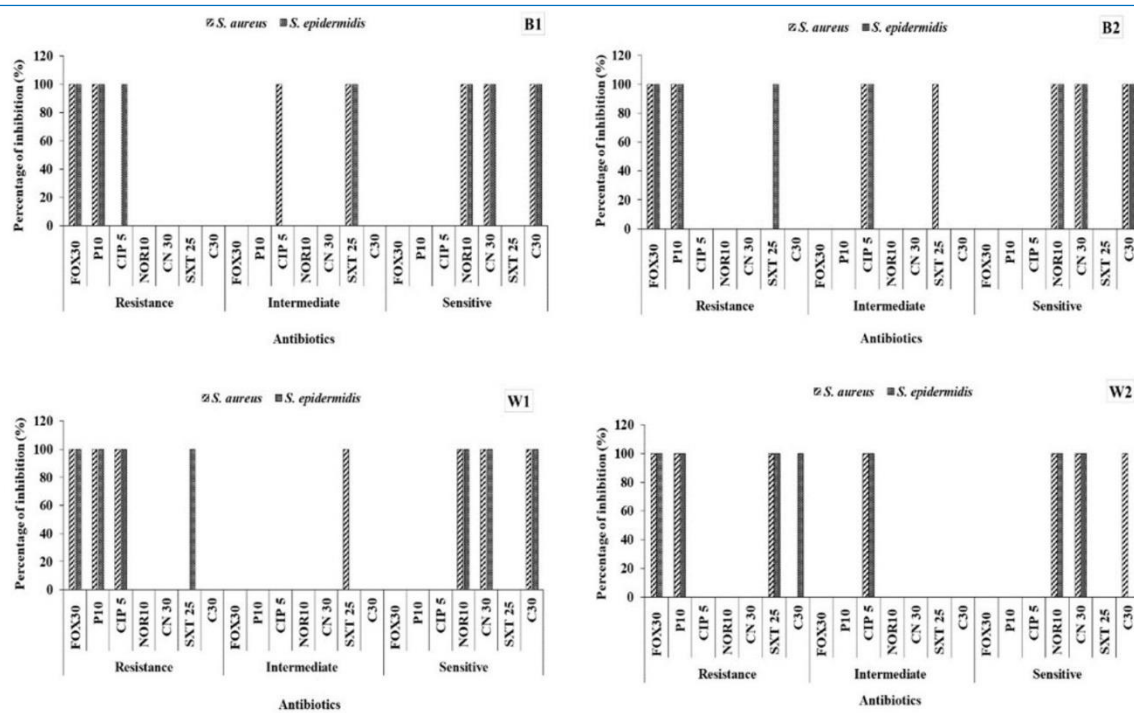 S. aureus S. epidermidis B1
Percentage of inhibition (%)
120
100
80
60
40
20
0
FOX30 P10 CIP 5 NOR10 CN 30 SXT 25 C30 FOX30 P10 CIP 5 NOR10 CN 30 SXT 25 C30 FOX30 P10 CIP 5 NOR10 CN 30 SXT 25 C30
Resistance Intermediate Sensitive
Antibiotics
S. aureus S. epidermidis B2
Percentage of inhibition (%)
120
100
80
60
40
20
0
FOX30 P10 CIP 5 NOR10 CN 30 SXT 25 C30 FOX30 P10 CIP 5 NOR10 CN 30 SXT 25 C30 FOX30 P10 CIP 5 NOR10 CN 30 SXT 25 C30
Resistance Intermediate Sensitive
Antibiotics
S. aureus S. epidermidis W1
Percentage of inhibition (%)
120
100
80
60
40
20
0
FOX30 P10 CIP 5 NOR10 CN 30 SXT 25 C30 FOX30 P10 CIP 5 NOR10 CN 30 SXT 25 C30 FOX30 P10 CIP 5 NOR10 CN 30 SXT 25 C30
Resistance Intermediate Sensitive
Antibiotics
S. aureus S. epidermidis W2
Percentage of inhibition (%)
120
100
80
60
40
20
0
FOX30 P10 CIP 5 NOR10 CN 30 SXT 25 C30 FOX30 P10 CIP 5 NOR10 CN 30 SXT 25 C30 FOX30 P10 CIP 5 NOR10 CN 30 SXT 25 C30
Resistance Intermediate Sensitive
Antibiotics